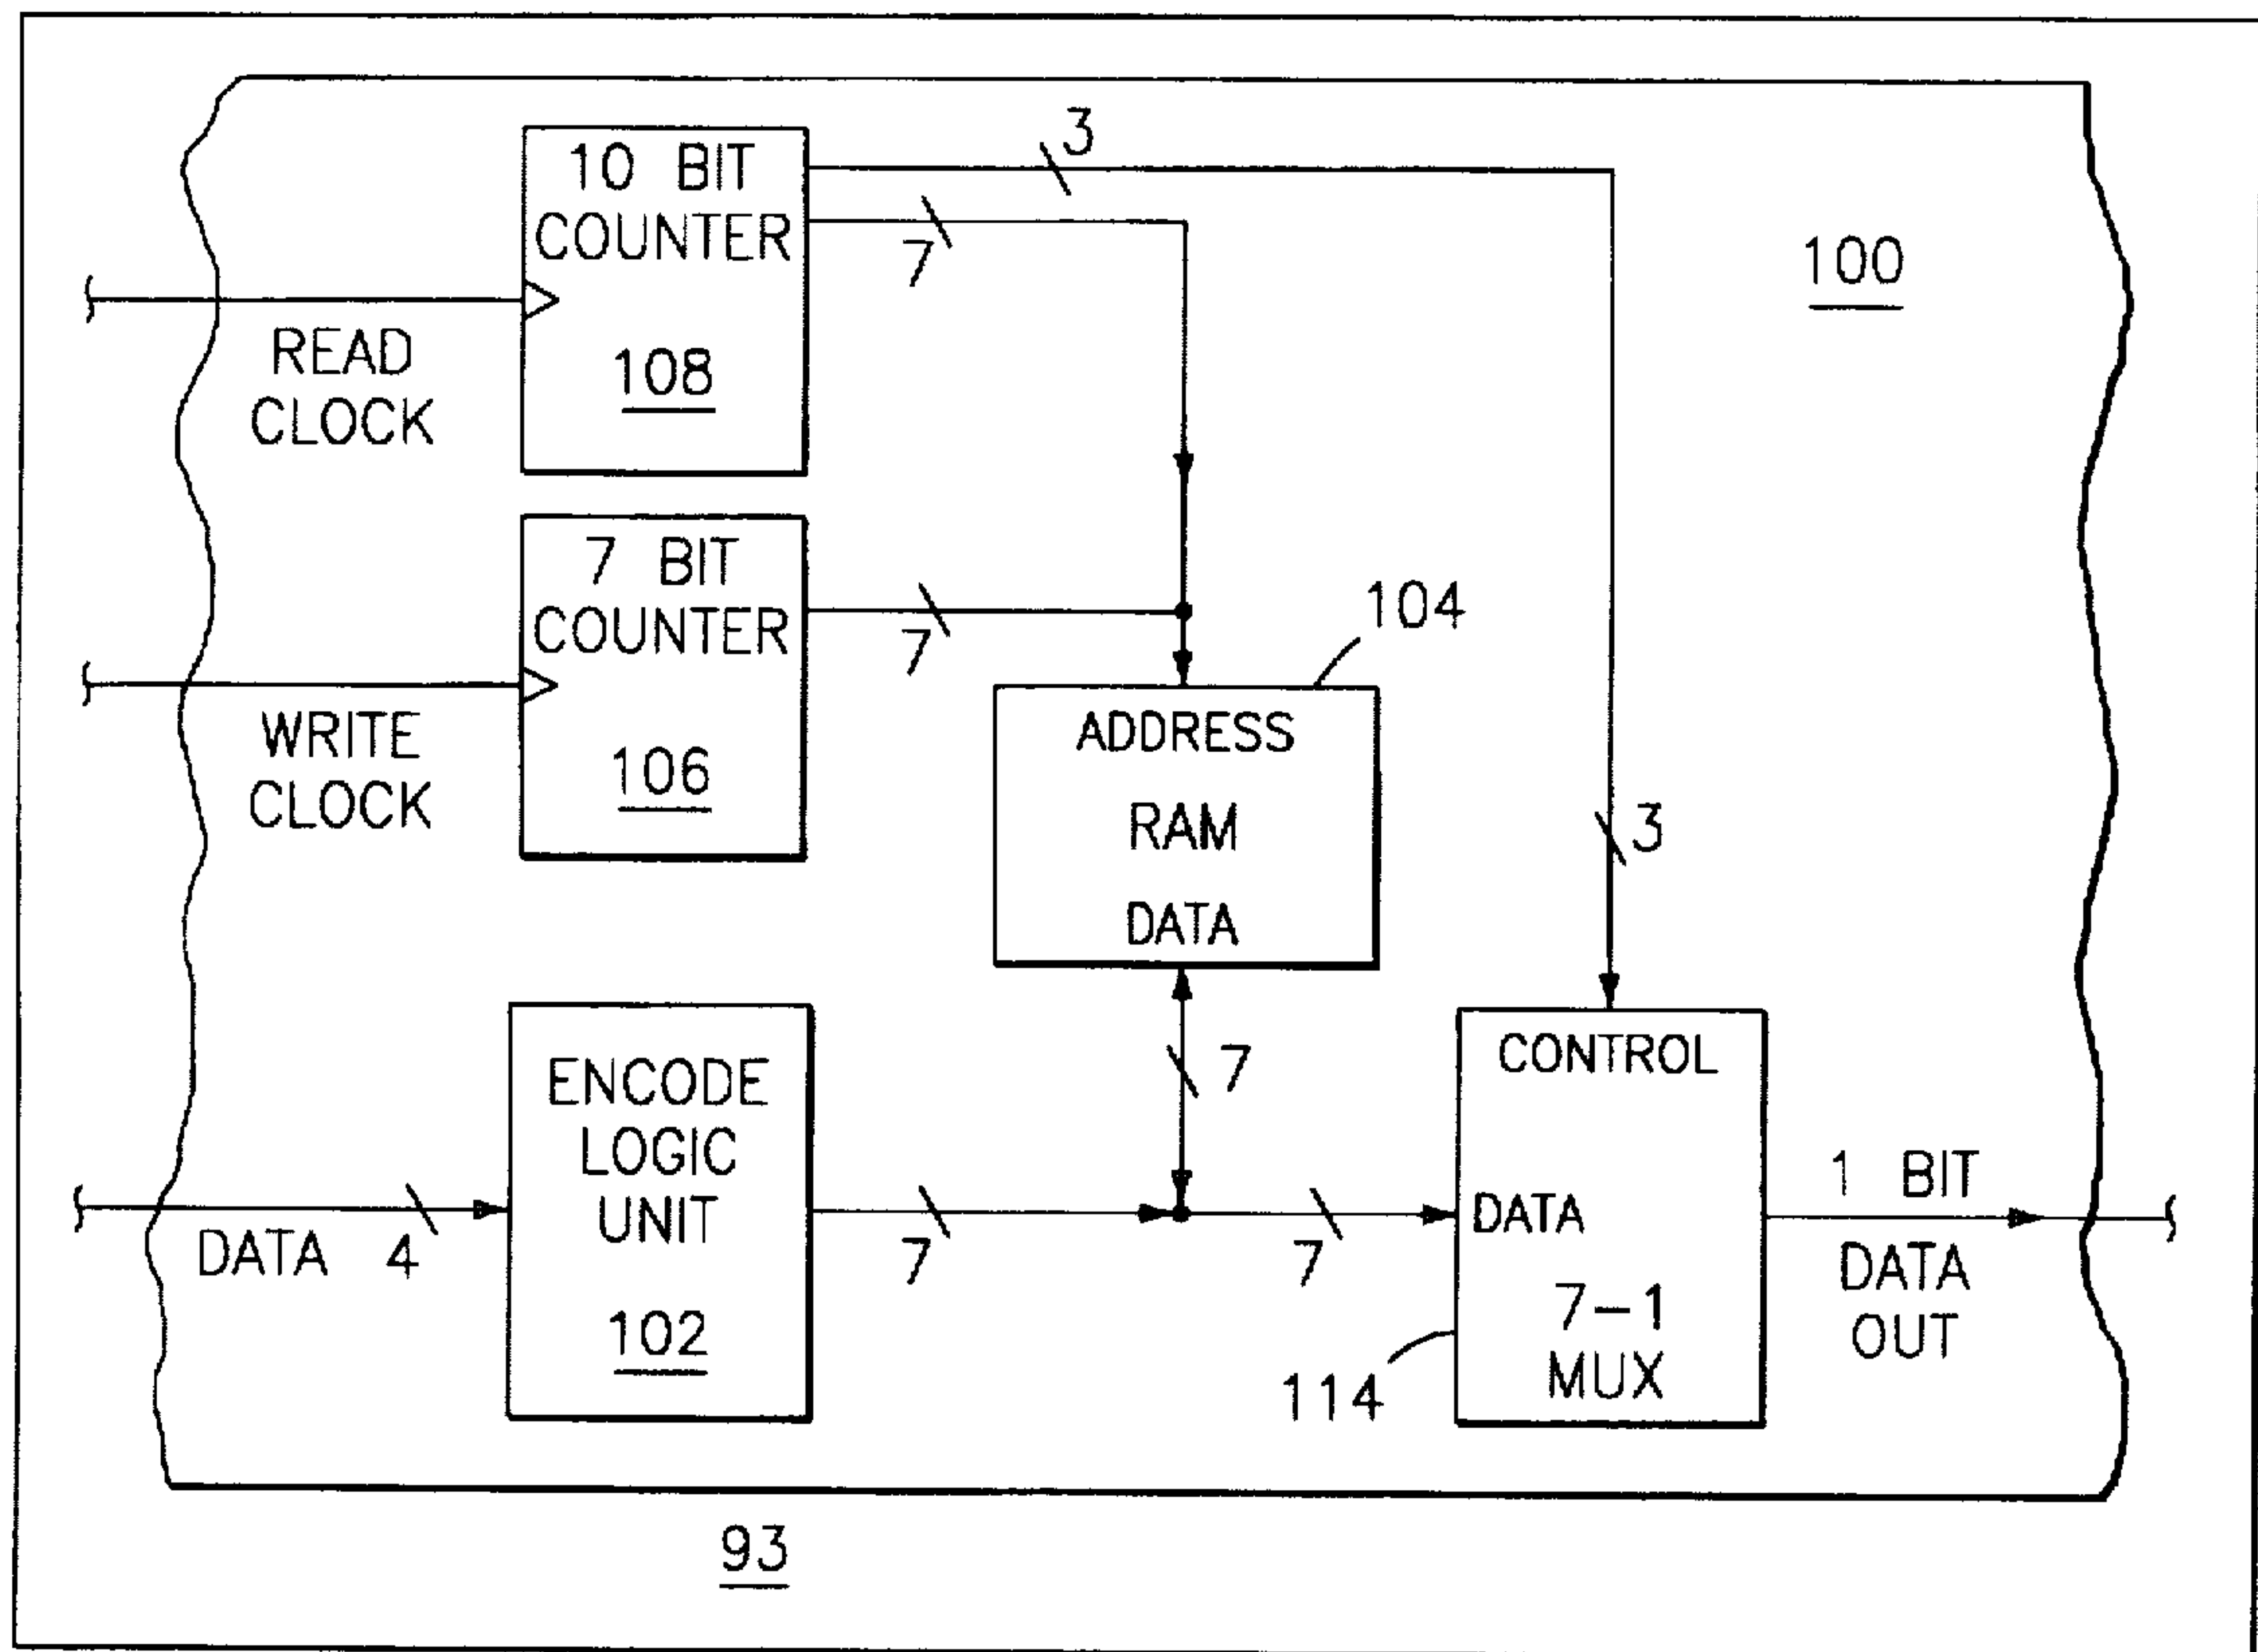 10 BIT
COUNTER
108
3
7
100
READ
CLOCK
7 BIT
COUNTER
106
7
104
WRITE
CLOCK
ADDRESS
RAM
DATA
3
ENCODE
LOGIC
UNIT
102
7
CONTROL
DATA
7-1
MUX
114
DATA 4
7
7
1 BIT
DATA
OUT
93